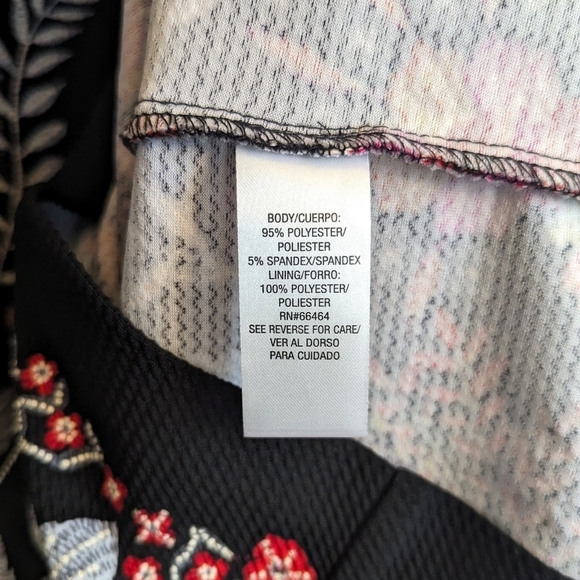 BODY/CUERPO:
95% POLYESTER/
POLIESTER
5% SPANDEX/SPANDEX
LINING/FORRO:
100% POLYESTER/
POLIESTER
RN#66464
SEE REVERSE FOR CARE/
VER AL DORSO
PARA CUIDADO